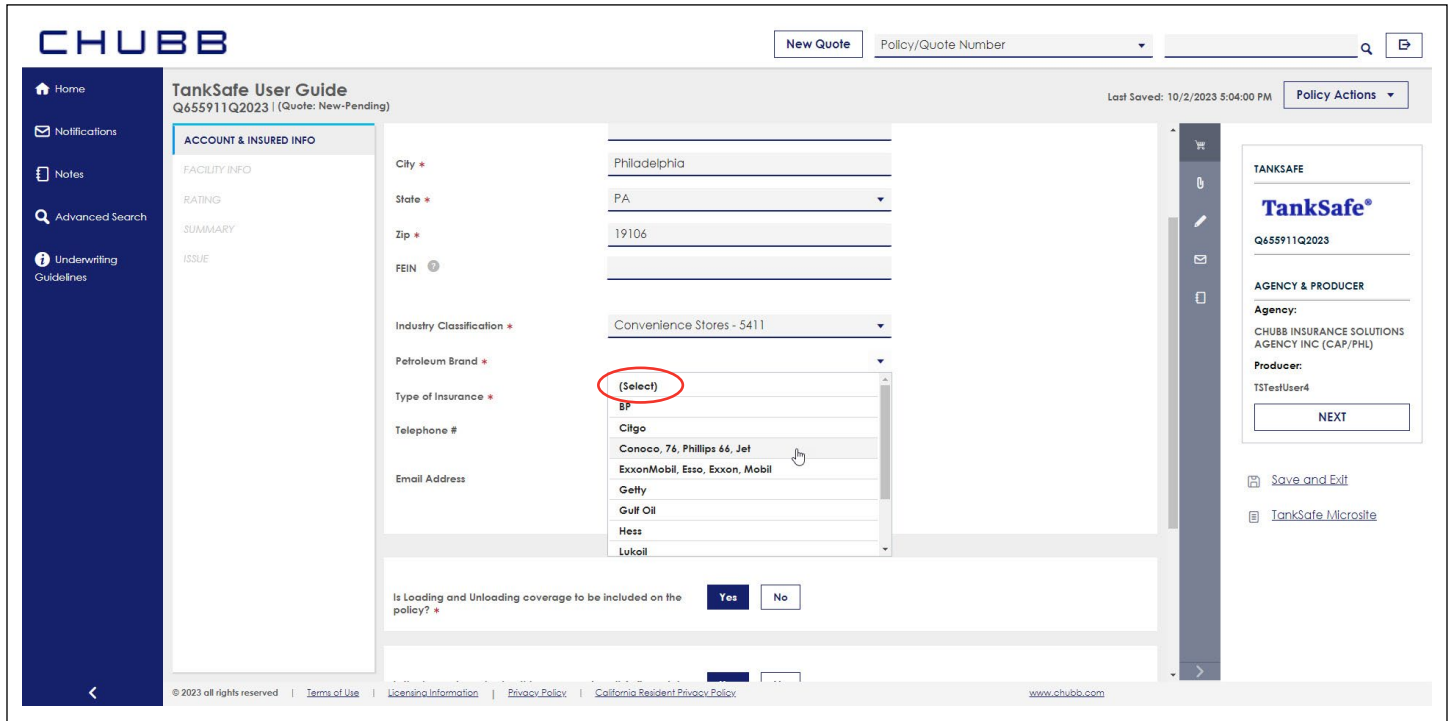 CHUBB
New Quote
Policy/Quote Number
Home
Notifications
Notes
Advanced Search
Underwriting
Guidelines
TankSafe User Guide
Q655911Q2023 | (Quote: New-Pending)
Last Saved: 10/2/2023 5:04:00 PM
Policy Actions
ACCOUNT & INSURED INFO
FACILITY INFO
RATING
SUMMARY
ISSUE
City * Philadelphia
State * PA
Zip * 19106
FEIN ?
Industry Classification * Convenience Stores - 5411
Petroleum Brand *
Type of Insurance *
Telephone #
Email Address
(Select)
BP
Citgo
Conoco, 76, Phillips 66, Jet
ExxonMobil, Esso, Exxon, Mobil
Getty
Gulf Oil
Hess
Lukoil
Is Loading and Unloading coverage to be included on the
policy? *
Yes No
TANKSAFE
TankSafe®
Q655911Q2023
AGENCY & PRODUCER
Agency:
CHUBB INSURANCE SOLUTIONS
AGENCY INC (CAP/PHL)
Producer:
TSTestUser4
NEXT
Save and Exit
TankSafe Microsite
© 2023 all rights reserved | Terms of Use | Licensing Information | Privacy Policy | California Resident Privacy Policy
www.chubb.com